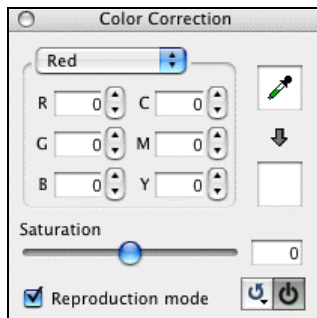 Color Correction
Red
R 0 C 0
G 0 M 0
B 0 Y 0
Saturation
0
Reproduction mode